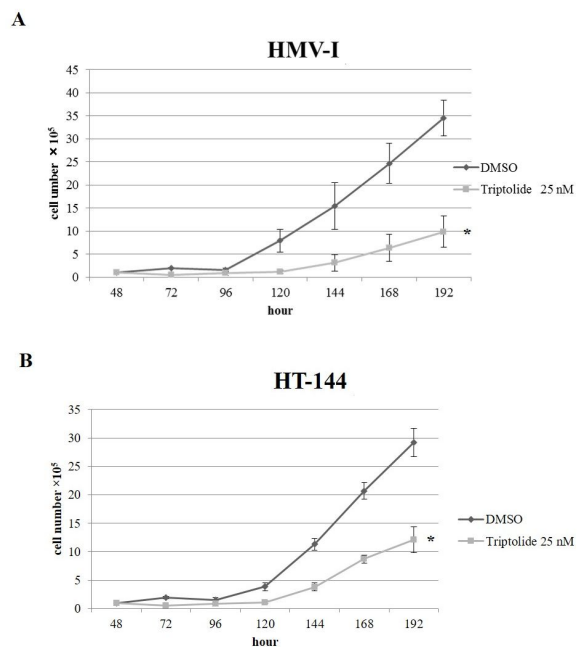 A
HMV-I
45
40
35
30
25
20
15
10
5
0
cell umber × 10⁵
48 72 96 120 144 168 192
hour
DMSO
Triptolide 25 nM
*
B
HT-144
35
30
25
20
15
10
5
0
cell number ×10⁵
48 72 96 120 144 168 192
hour
DMSO
Triptolide 25 nM
*